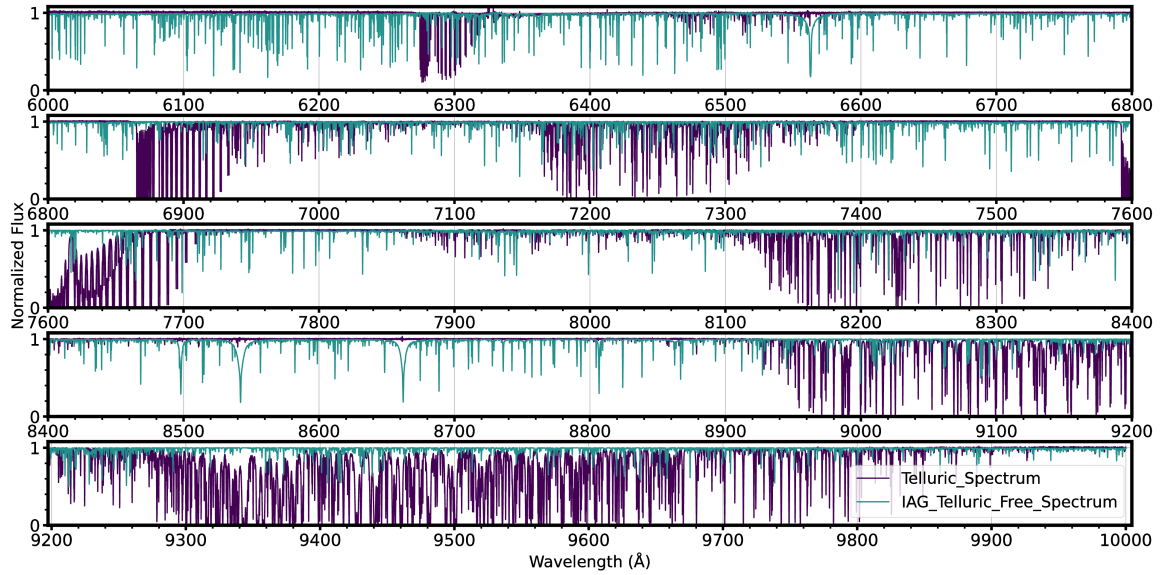 1
0
6000 6100 6200 6300 6400 6500 6600 6700 6800
1
0
6800 6900 7000 7100 7200 7300 7400 7500 7600
Normalized Flux
1
0
7600 7700 7800 7900 8000 8100 8200 8300 8400
1
0
8400 8500 8600 8700 8800 8900 9000 9100 9200
1
Telluric_Spectrum
IAG_Telluric_Free_Spectrum
0
9200 9300 9400 9500 9600 9700 9800 9900 10000
Wavelength (Å)